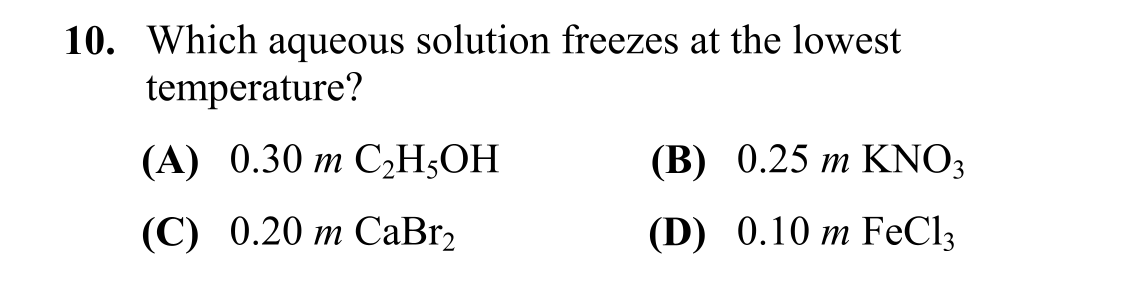 10. Which aqueous solution freezes at the lowest
temperature?
(A) 0.30 m C₂H₅OH (B) 0.25 m KNO₃
(C) 0.20 m CaBr₂ (D) 0.10 m FeCl₃